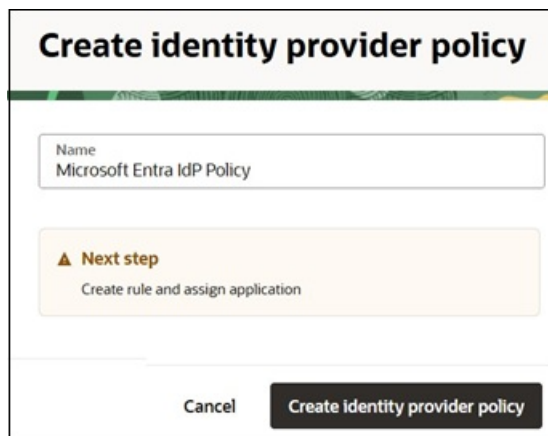 Create identity provider policy
Name
Microsoft Entra IdP Policy
Next step
Create rule and assign application
Cancel
Create identity provider policy